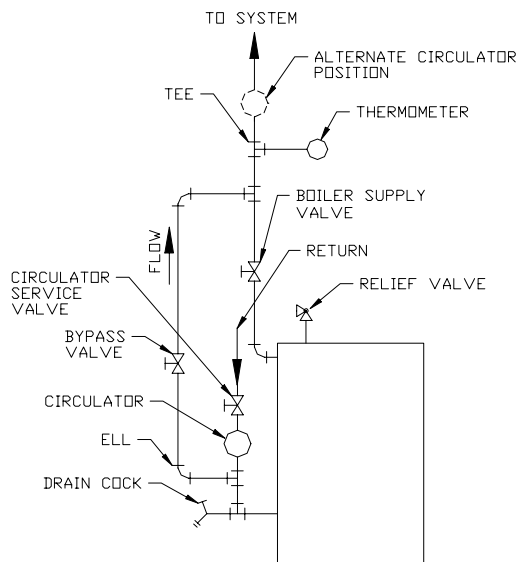 TO SYSTEM
ALTERNATE CIRCULATOR
POSITION
TEE
THERMOMETER
BOILER SUPPLY
VALVE
FLOW
RETURN
CIRCULATOR
SERVICE
VALVE
RELIEF VALVE
BYPASS
VALVE
CIRCULATOR
ELL
DRAIN COCK